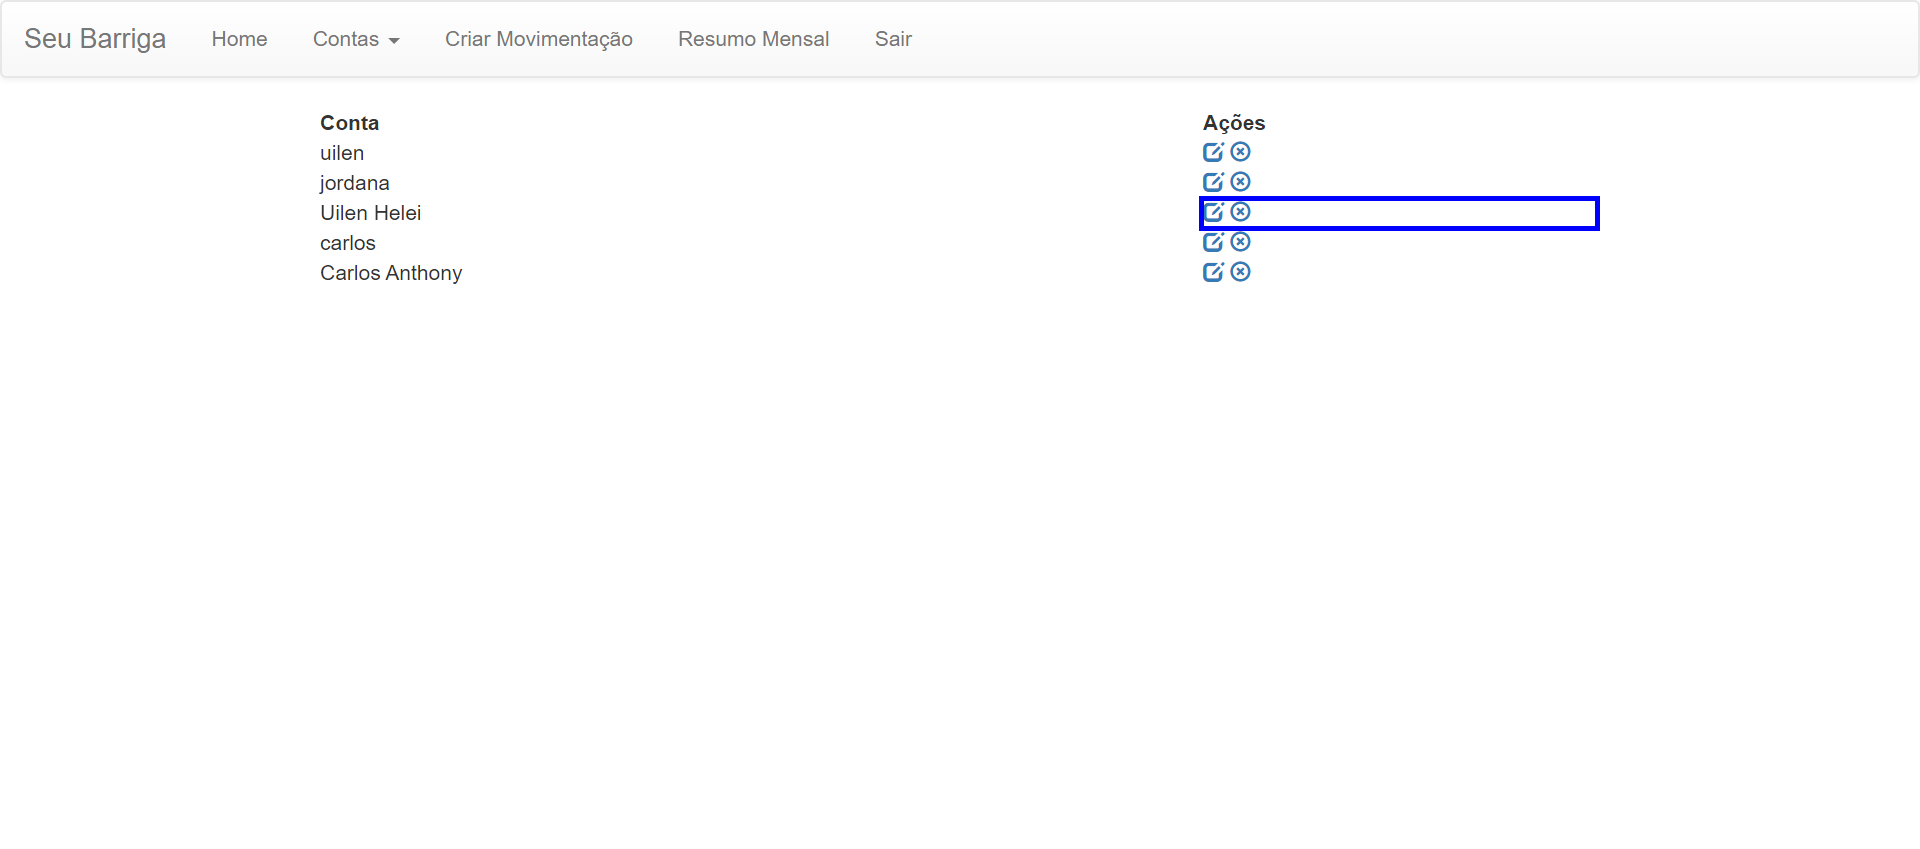 Seu Barriga Home Contas Criar Movimentação Resumo Mensal Sair
Conta Ações
uilen
jordana
Uilen Helei
carlos
Carlos Anthony